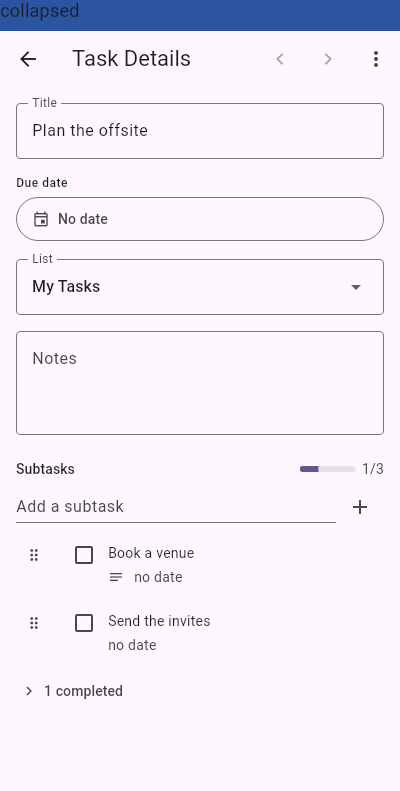 collapsed
Task Details
Title
Plan the offsite
Due date
No date
List
My Tasks
Notes
Subtasks 1/3
Add a subtask
Book a venue
no date
Send the invites
no date
1 completed